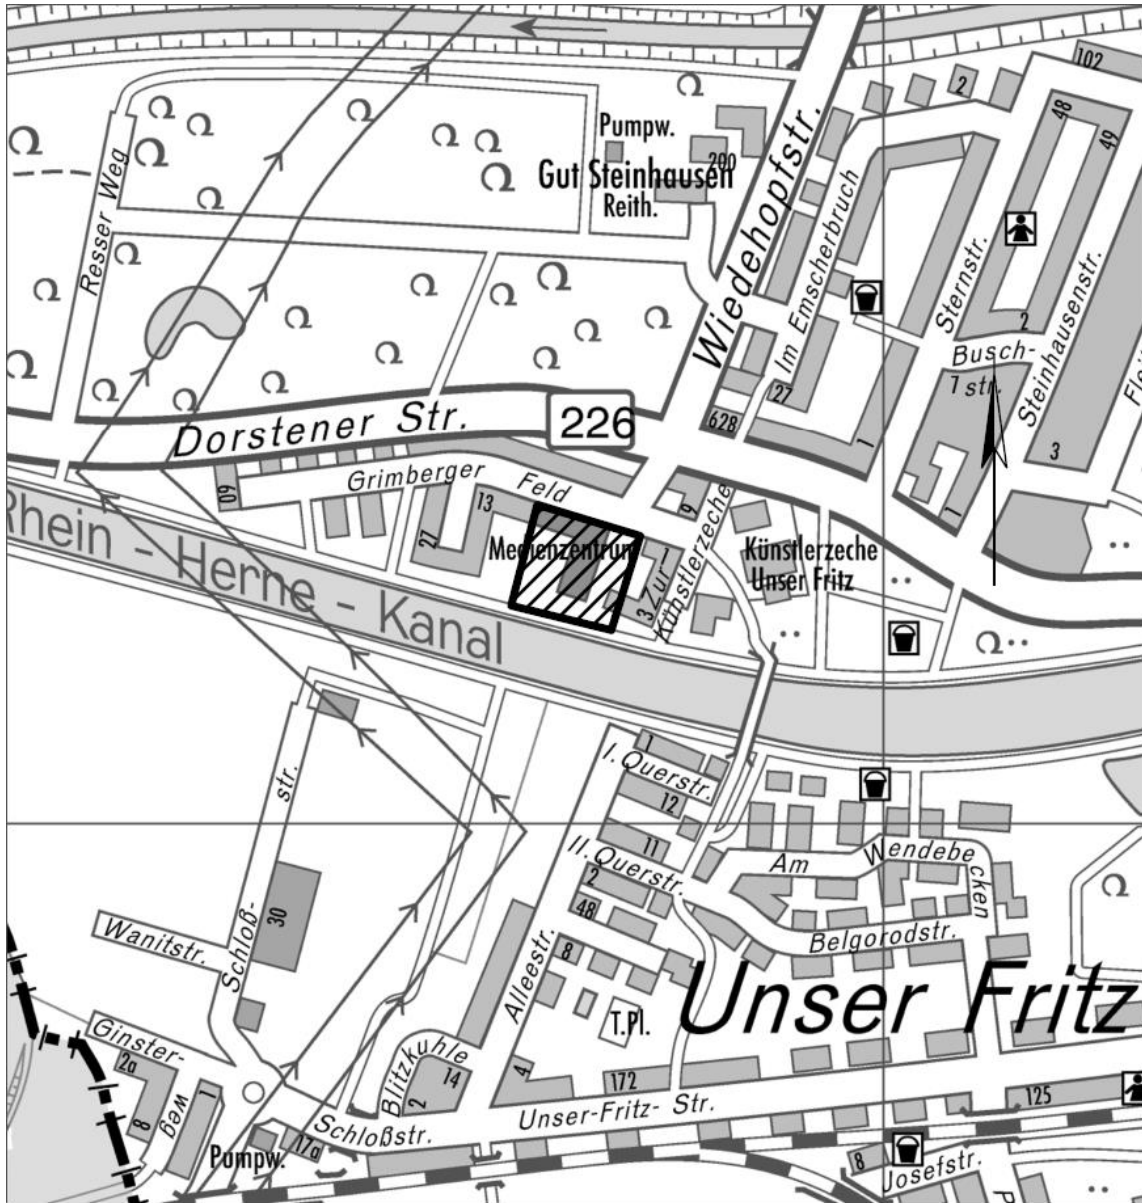 102
2
48
49
Pumpw.
200
Gut Steinhausen
Reith.
Resser Weg
Wiedehopfstr.
Im Emscherbruch
Sternstr.
Steinhausenstr.
2
Busch-
str.
1
27
628
226
Dorstener Str.
1
3
1
Grimberger
Feld
60
13
27
9
Medienzentrum
1
3
Zur
Künstlerzeche
Künstlerzeche
Unser Fritz
Rhein - Herne - Kanal
1
I. Querstr.
12
11
II. Querstr.
2
48
8
Am
Wendebecken
Belgorodstr.
str.
Schloß-
30
Wanitstr.
Alleestr.
Unser Fritz
T.Pl.
Ginster-
weg
2a
8
1
Blitzkuhle
14
2
4
172
125
Unser-Fritz- Str.
Schloßstr.
17a
Pumpw.
8
Josefstr.